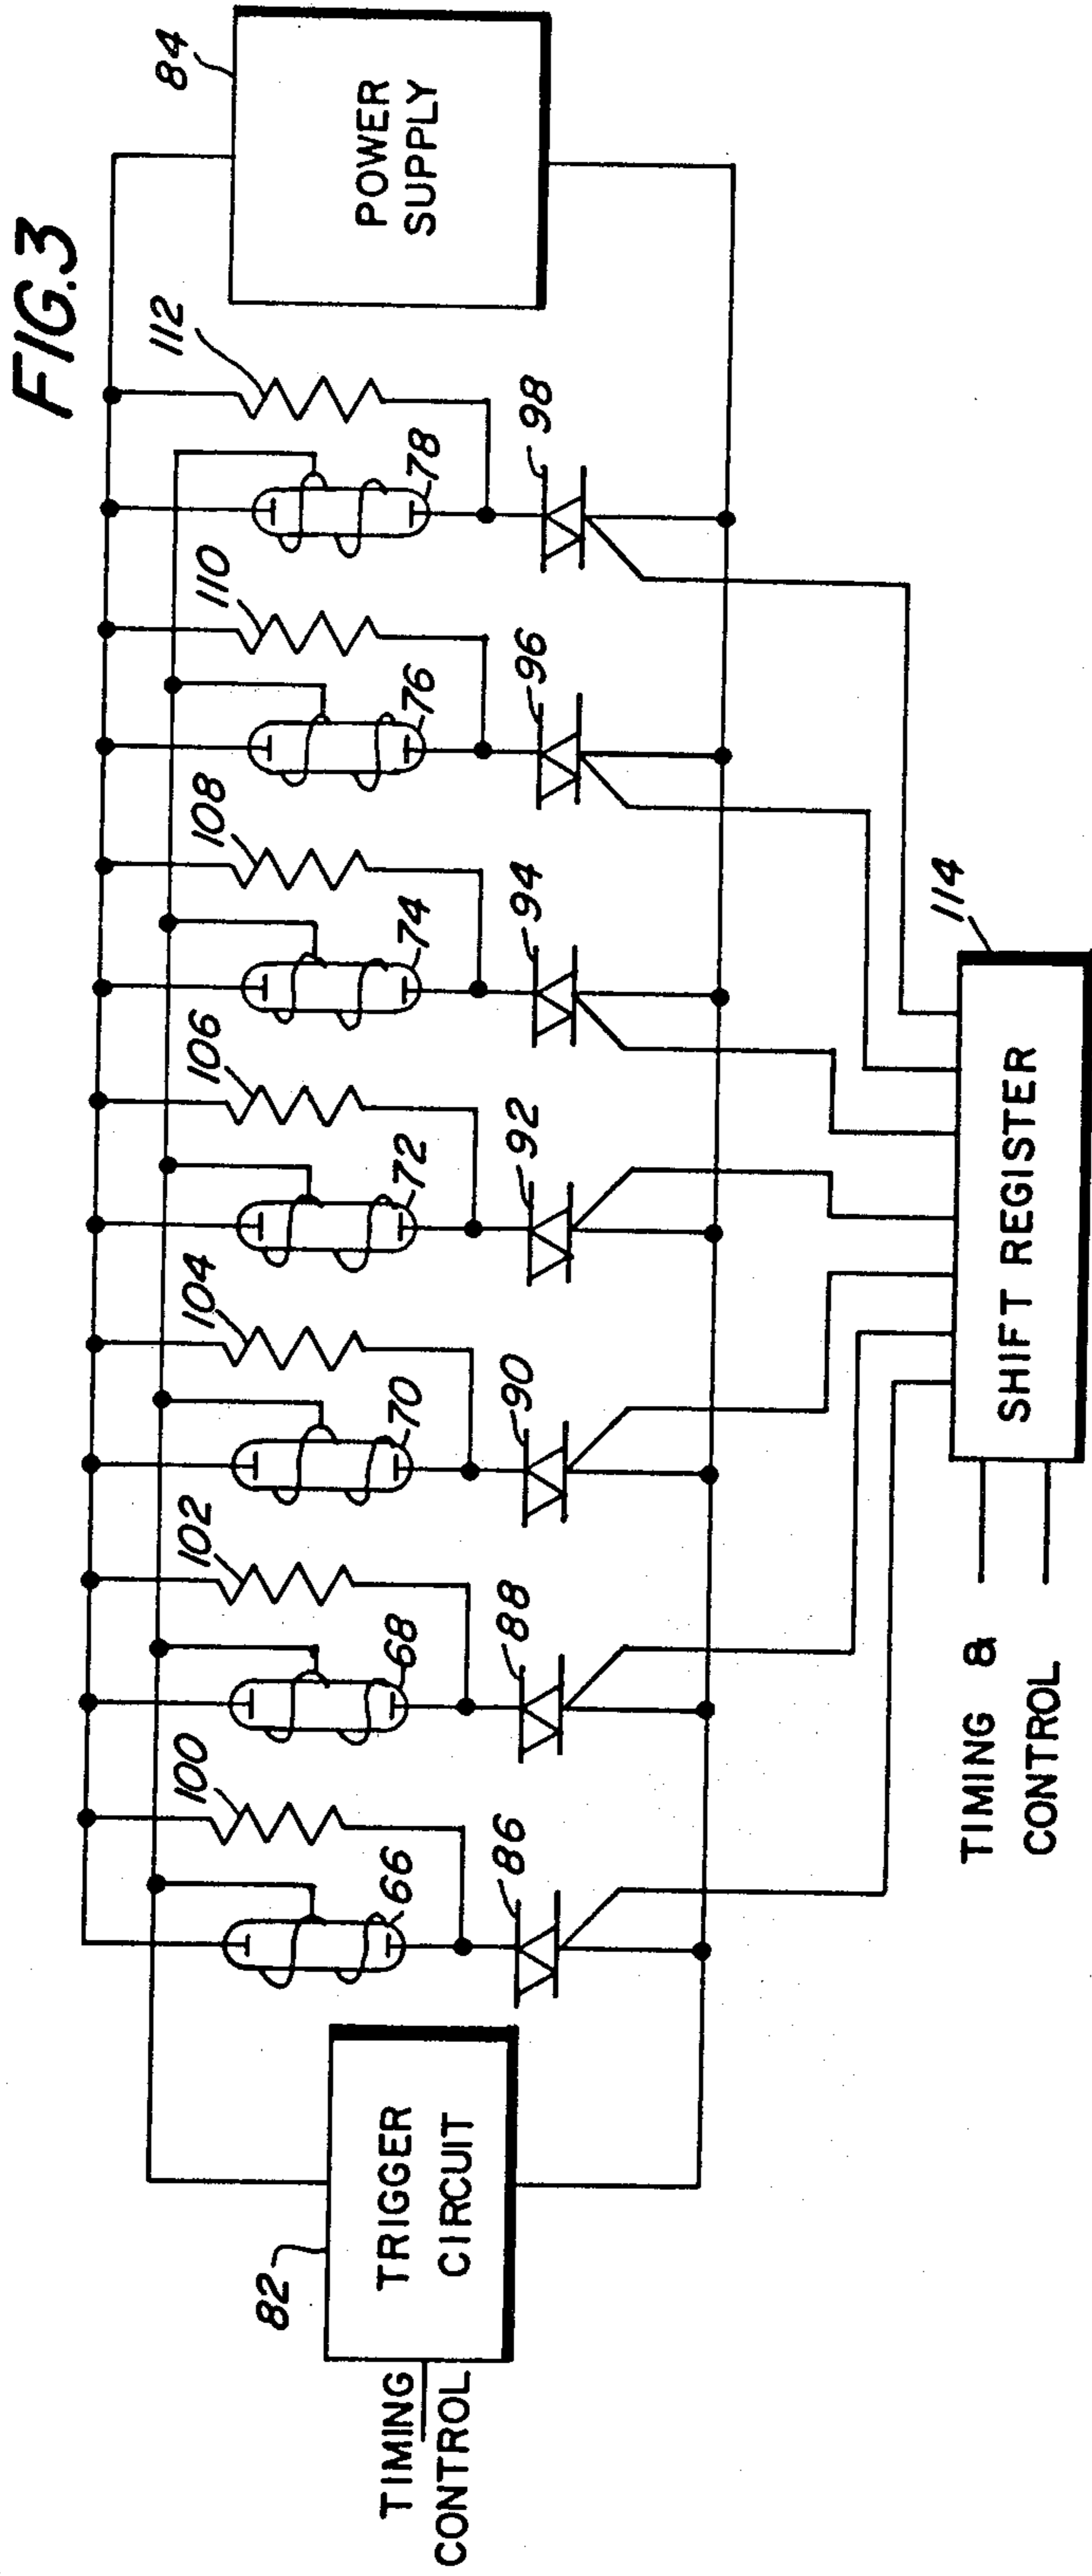 FIG.3
84
POWER
SUPPLY
112
110
108
106
104
102
100
78
76
74
72
70
68
66
98
96
94
92
90
88
86
82
TRIGGER
CIRCUIT
TIMING
CONTROL
114
SHIFT REGISTER
TIMING &
CONTROL